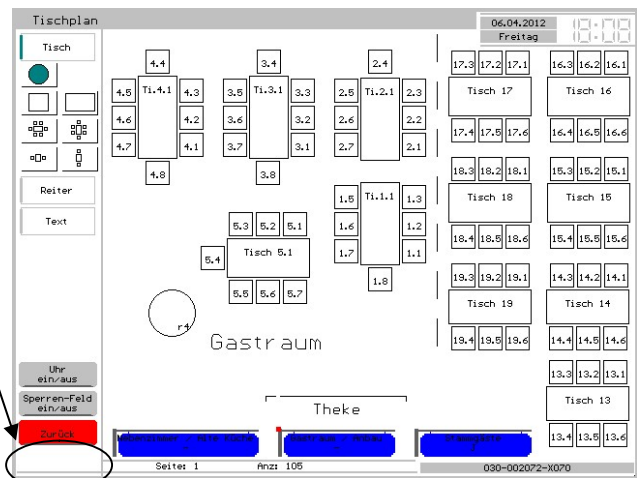 Tischplan
06.04.2012
Freitag
18:08
Tisch
Reiter
Text
Uhr
ein/aus
Sperren-Feld
ein/aus
Zurück
4.4
4.5 Ti.4.1 4.3
4.6 4.2
4.7 4.1
4.8
3.4
3.5 Ti.3.1 3.3
3.6 3.2
3.7 3.1
3.8
2.4
2.5 Ti.2.1 2.3
2.6 2.2
2.7 2.1
1.5 Ti.1.1 1.3
1.6 1.2
1.7 1.1
1.8
5.3 5.2 5.1
5.4 Tisch 5.1
5.5 5.6 5.7
r4
Gastraum
Theke
17.3 17.2 17.1
Tisch 17
17.4 17.5 17.6
16.3 16.2 16.1
Tisch 16
16.4 16.5 16.6
18.3 18.2 18.1
Tisch 18
18.4 18.5 18.6
15.3 15.2 15.1
Tisch 15
15.4 15.5 15.6
19.3 19.2 19.1
Tisch 19
19.4 19.5 19.6
14.3 14.2 14.1
Tisch 14
14.4 14.5 14.6
13.3 13.2 13.1
Tisch 13
13.4 13.5 13.6
Nebenzimmer / Alte Küche
Gastraum / Anbau
Stammgäste
Seite: 1 Anz: 105
030-002072-X070